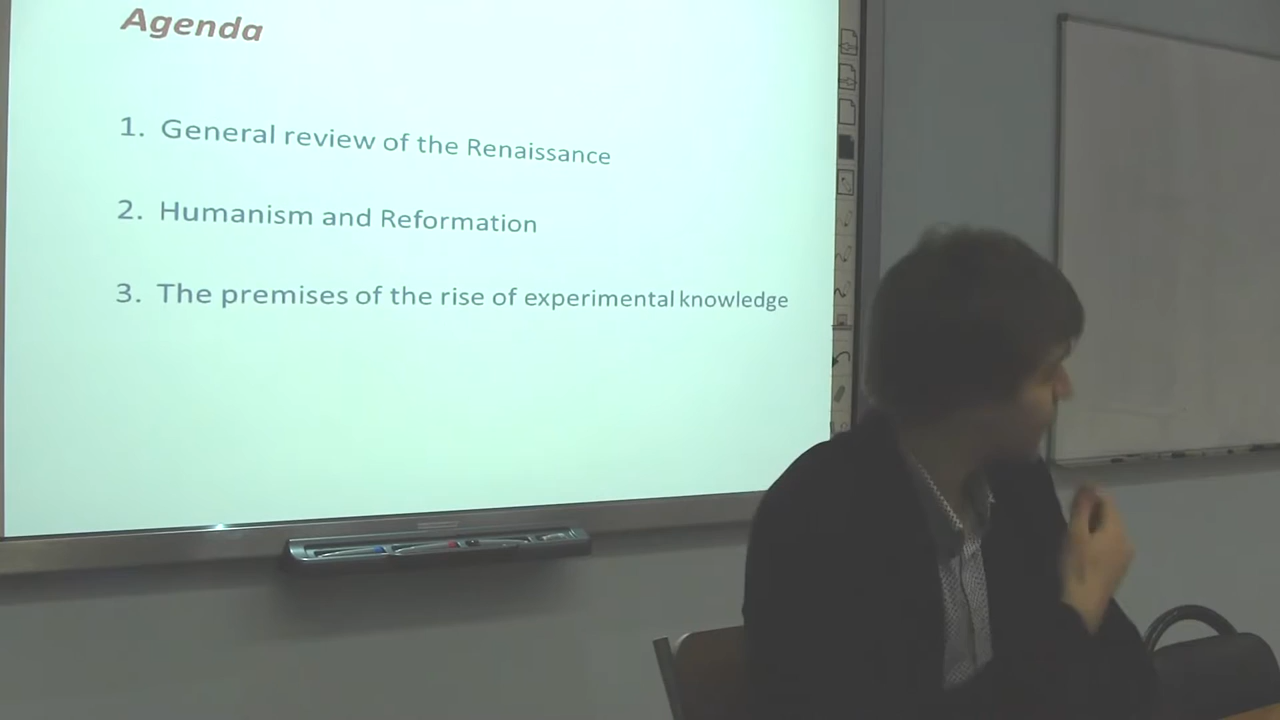 Agenda
1. General review of the Renaissance
2. Humanism and Reformation
3. The premises of the rise of experimental knowledge